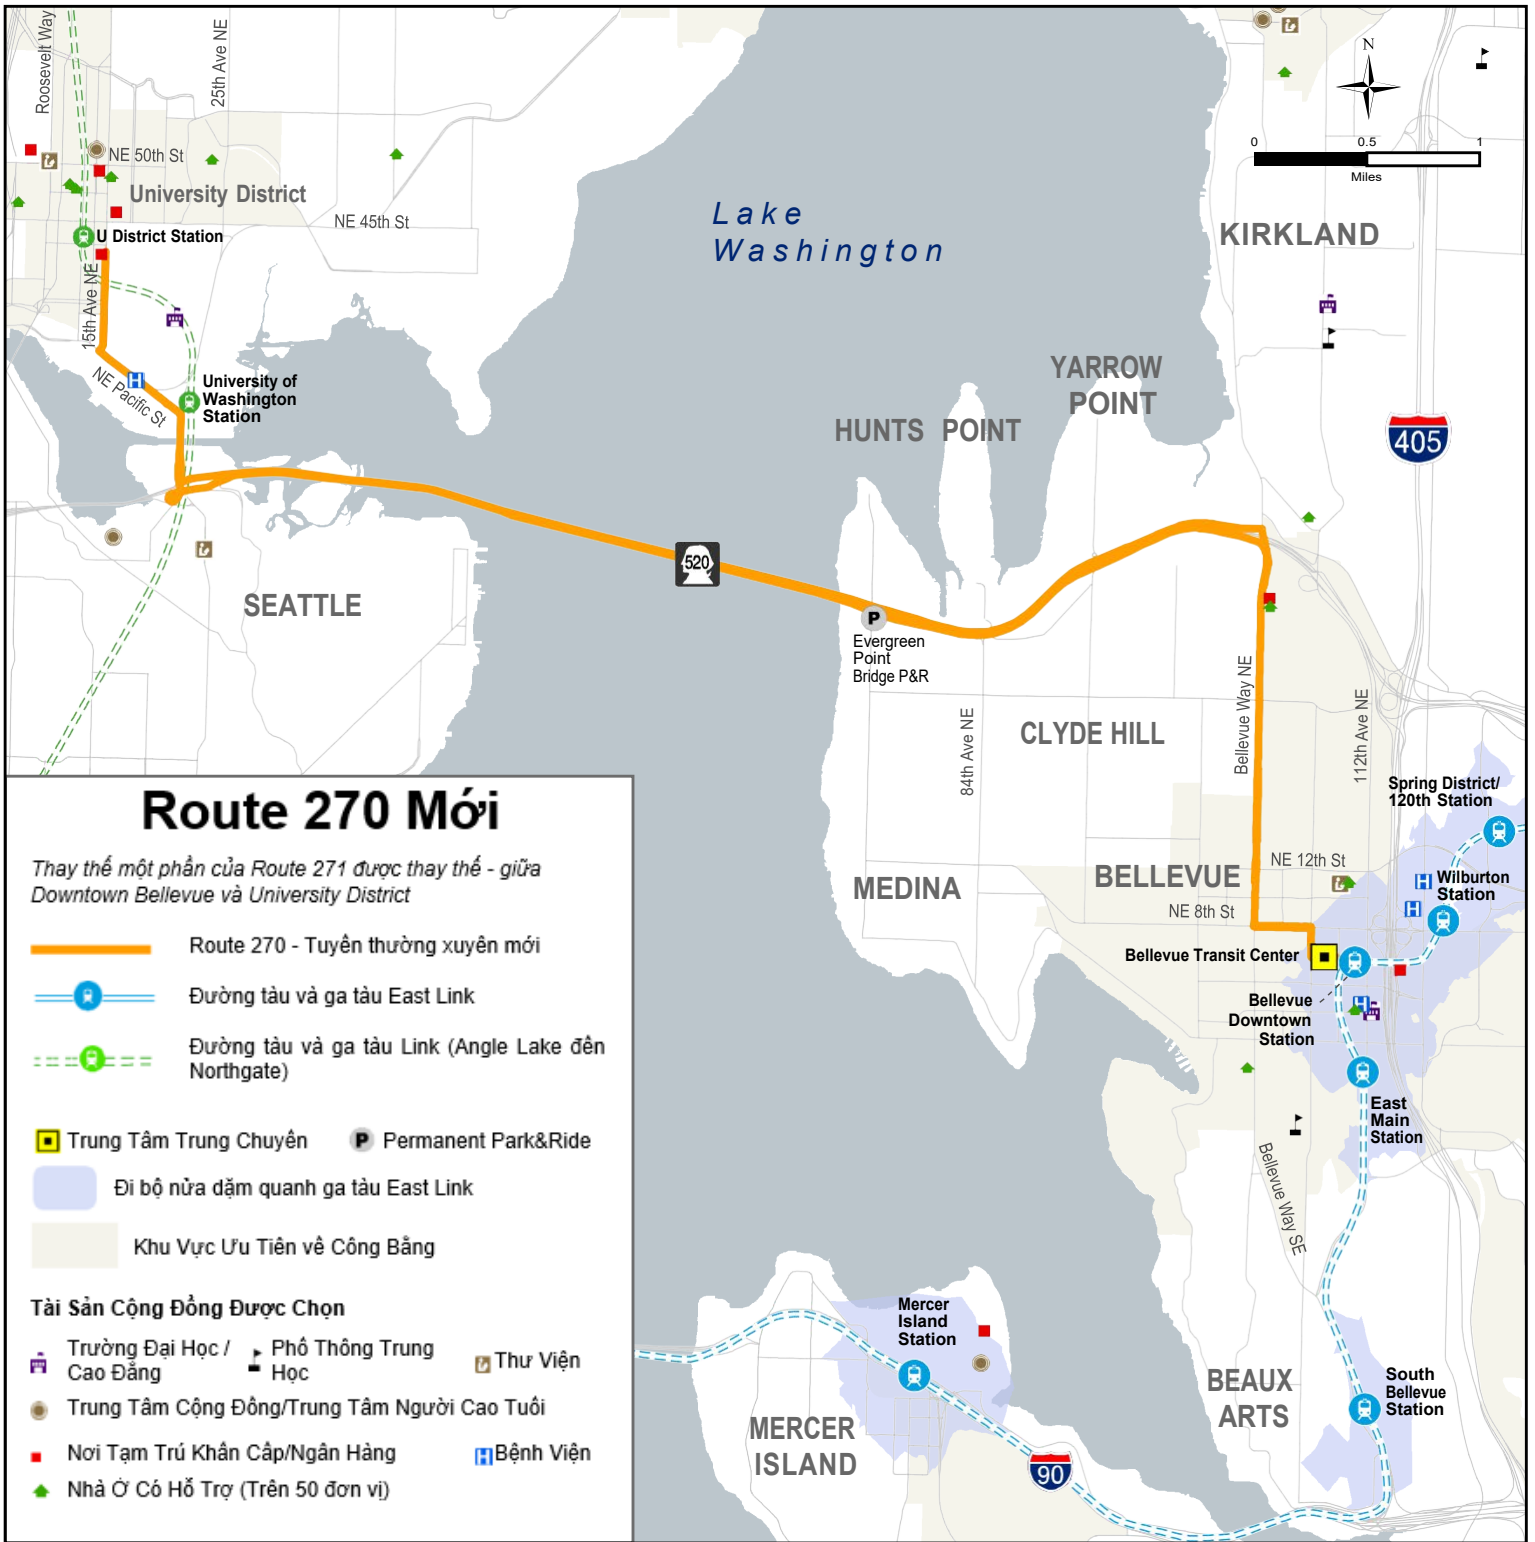 Roosevelt Way
25th Ave NE
N
0 0.5 1
Miles
NE 50th St
University District
NE 45th St
Lake
Washington
KIRKLAND
U District Station
15th Ave NE
NE Pacific St
University of
Washington
Station
YARROW
POINT
HUNTS POINT
405
520
SEATTLE
P
Evergreen
Point
Bridge P&R
Bellevue Way NE
84th Ave NE
CLYDE HILL
112th Ave NE
Spring District/
120th Station
NE 12th St
BELLEVUE
MEDINA
H
Wilburton
Station
H
NE 8th St
Bellevue Transit Center
Bellevue
Downtown
Station
H
East
Main
Station
Bellevue Way SE
Mercer
Island
Station
BEAUX
ARTS
South
Bellevue
Station
MERCER
ISLAND
90
H
Route 270 Mới
Thay thế một phần của Route 271 được thay thế - giữa
Downtown Bellevue và University District
Route 270 - Tuyến thường xuyên mới
Đường tàu và ga tàu East Link
Đường tàu và ga tàu Link (Angle Lake đến
Northgate)
Trung Tâm Trung Chuyển P Permanent Park&Ride
Đi bộ nửa dặm quanh ga tàu East Link
Khu Vực Ưu Tiên về Công Bằng
Tài Sản Cộng Đồng Được Chọn
Trường Đại Học /
Cao Đẳng
Phổ Thông Trung
Học
Thư Viện
Trung Tâm Cộng Đồng/Trung Tâm Người Cao Tuổi
Nơi Tạm Trú Khẩn Cấp/Ngân Hàng
H Bệnh Viện
Nhà Ở Có Hỗ Trợ (Trên 50 đơn vị)